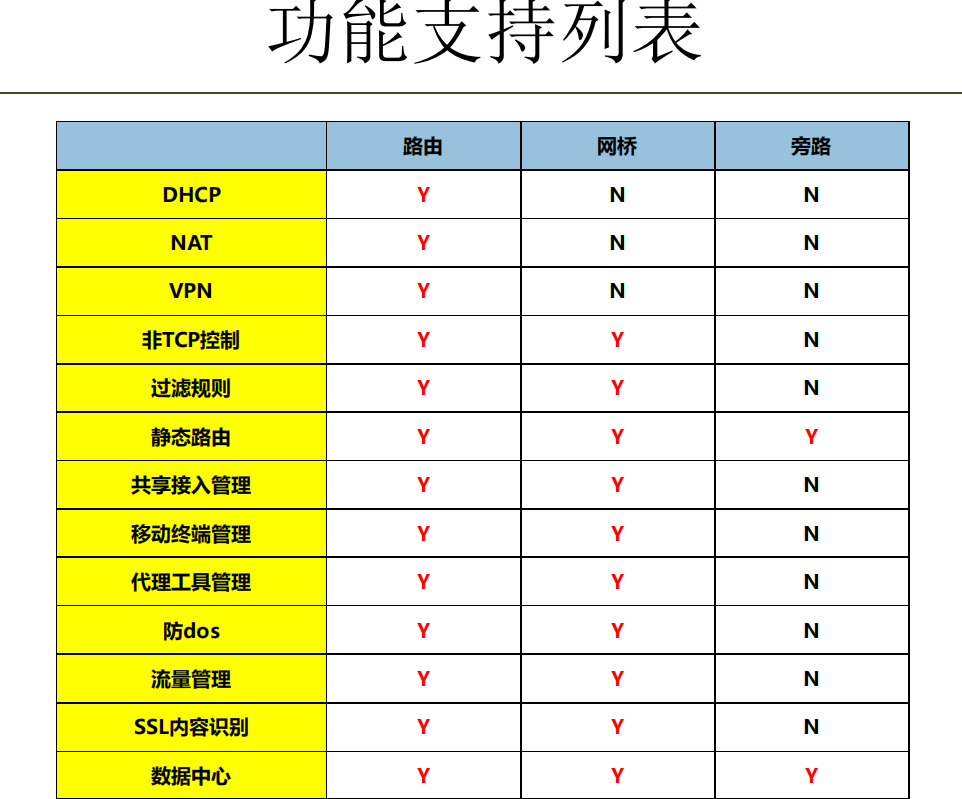 功能支持列表
路由 网桥 旁路
DHCP Y N N
NAT Y N N
VPN Y N N
非TCP控制 Y Y N
过滤规则 Y Y N
静态路由 Y Y Y
共享接入管理 Y Y N
移动终端管理 Y Y N
代理工具管理 Y Y N
防dos Y Y N
流量管理 Y Y N
SSL内容识别 Y Y N
数据中心 Y Y Y